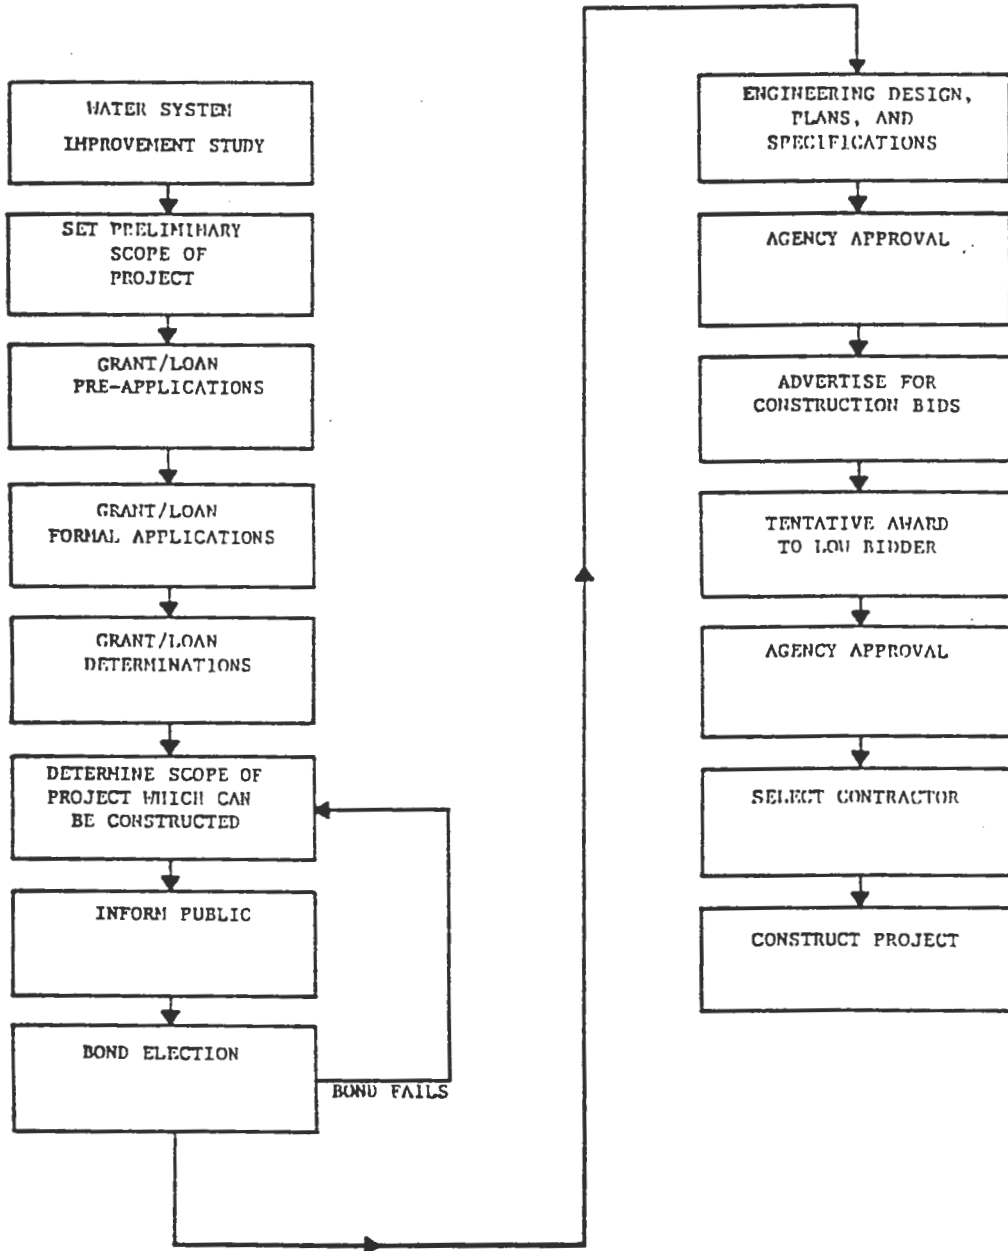 WATER SYSTEM
IMPROVEMENT STUDY
SET PRELIMINARY
SCOPE OF
PROJECT
GRANT/LOAN
PRE-APPLICATIONS
GRANT/LOAN
FORMAL APPLICATIONS
GRANT/LOAN
DETERMINATIONS
DETERMINE SCOPE OF
PROJECT WHICH CAN
BE CONSTRUCTED
INFORM PUBLIC
BOND ELECTION
BOND FAILS
ENGINEERING DESIGN,
PLANS, AND
SPECIFICATIONS
AGENCY APPROVAL
ADVERTISE FOR
CONSTRUCTION BIDS
TENTATIVE AWARD
TO LOW BIDDER
AGENCY APPROVAL
SELECT CONTRACTOR
CONSTRUCT PROJECT